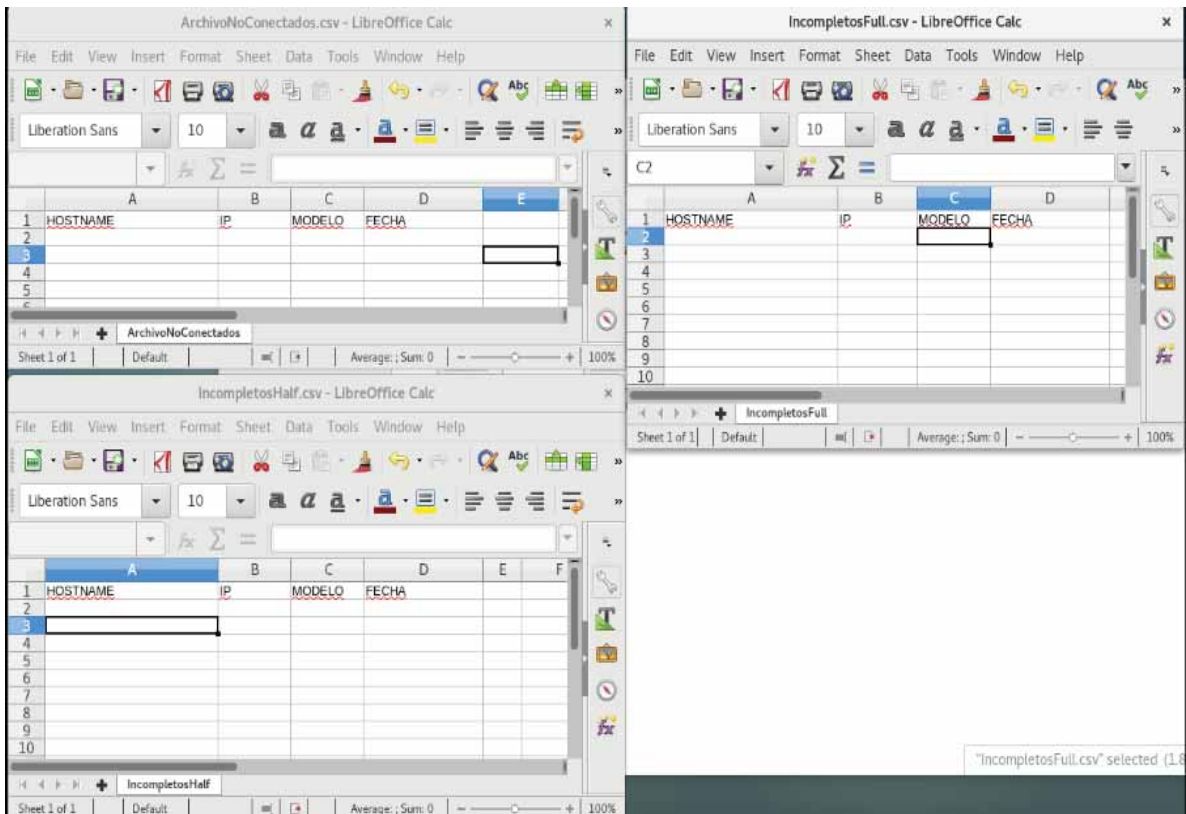 ArchivoNoConectados.csv - LibreOffice Calc
File Edit View Insert Format Sheet Data Tools Window Help
Liberation Sans 10
A B C D E
1 HOSTNAME IP MODELO FECHA
2
3
4
5
ArchivoNoConectados
Sheet 1 of 1 Default Average: ; Sum: 0 100%
IncompletosFull.csv - LibreOffice Calc
File Edit View Insert Format Sheet Data Tools Window Help
Liberation Sans 10
C2
A B C D
1 HOSTNAME IP MODELO FECHA
2
3
4
5
6
7
8
9
10
IncompletosFull
Sheet 1 of 1 Default Average: ; Sum: 0 100%
IncompletosHalf.csv - LibreOffice Calc
File Edit View Insert Format Sheet Data Tools Window Help
Liberation Sans 10
A B C D E F
1 HOSTNAME IP MODELO FECHA
2
3
4
5
6
7
8
9
10
IncompletosHalf
Sheet 1 of 1 Default Average: ; Sum: 0 100%
"IncompletosFull.csv" selected (1.8